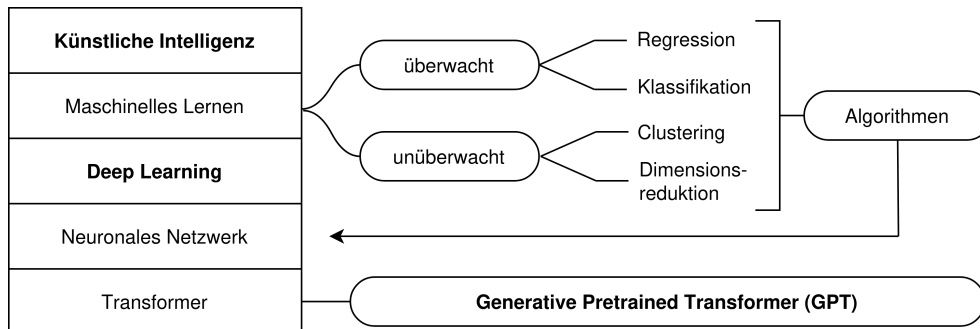 Künstliche Intelligenz
Maschinelles Lernen
Deep Learning
Neuronales Netzwerk
Transformer
überwacht
unüberwacht
Regression
Klassifikation
Clustering
Dimensions-
reduktion
Algorithmen
Generative Pretrained Transformer (GPT)